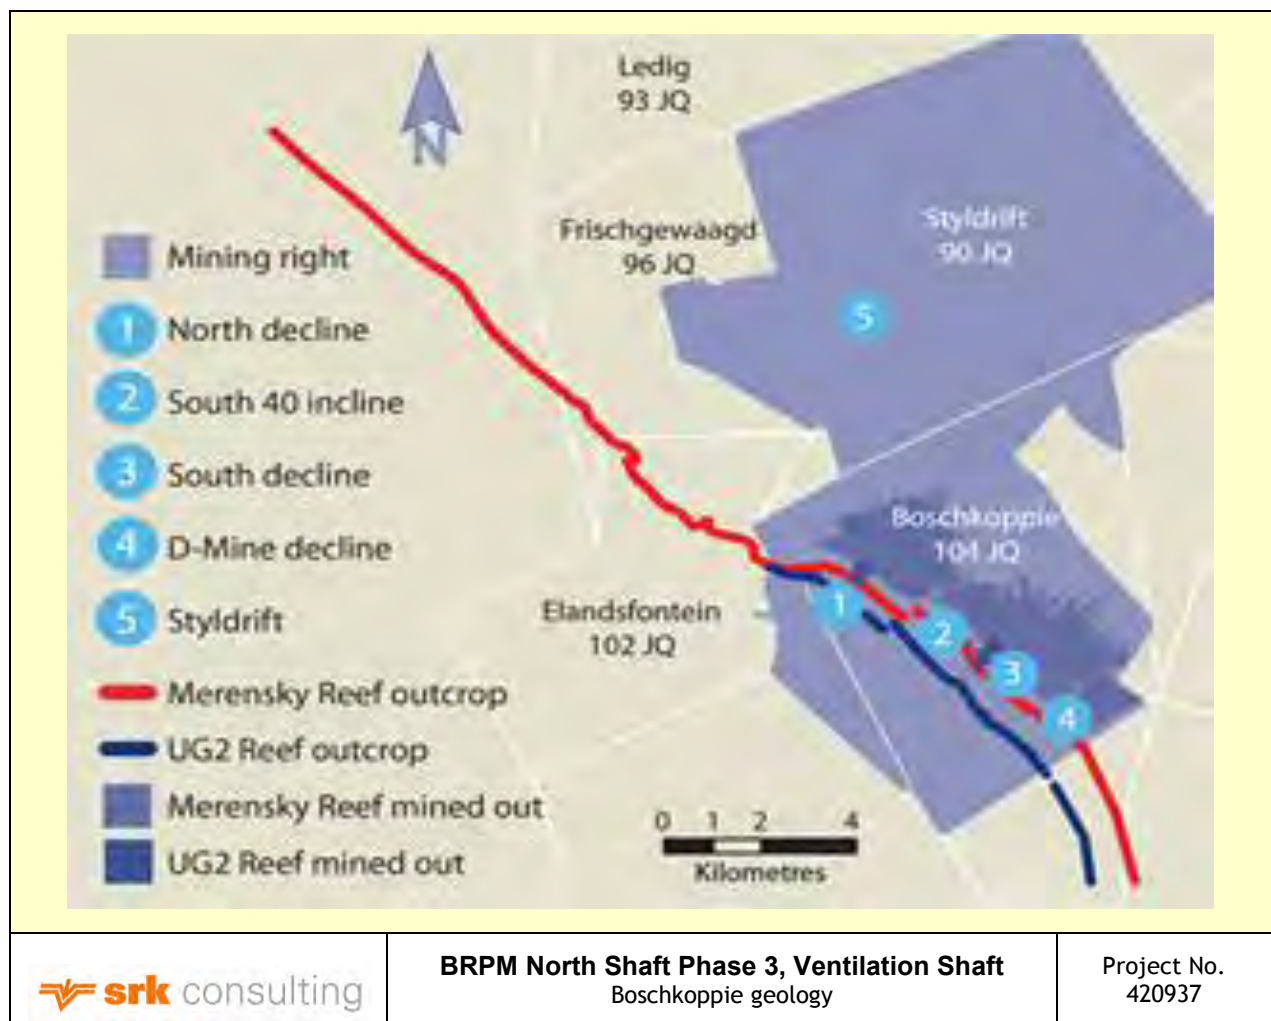 Ledig
93 JQ
N
Frischgewaagd
96 JQ
Styldrift
90 JQ
5
Mining right
1 North decline
2 South 40 incline
3 South decline
4 D-Mine decline
5 Styldrift
Merensky Reef outcrop
UG2 Reef outcrop
Merensky Reef mined out
UG2 Reef mined out
Boschkoppie
104 JQ
Elandsfontein
102 JQ
1
2
3
4
0 1 2 4
Kilometres
srk consulting
BRPM North Shaft Phase 3, Ventilation Shaft
Boschkoppie geology
Project No.
420937